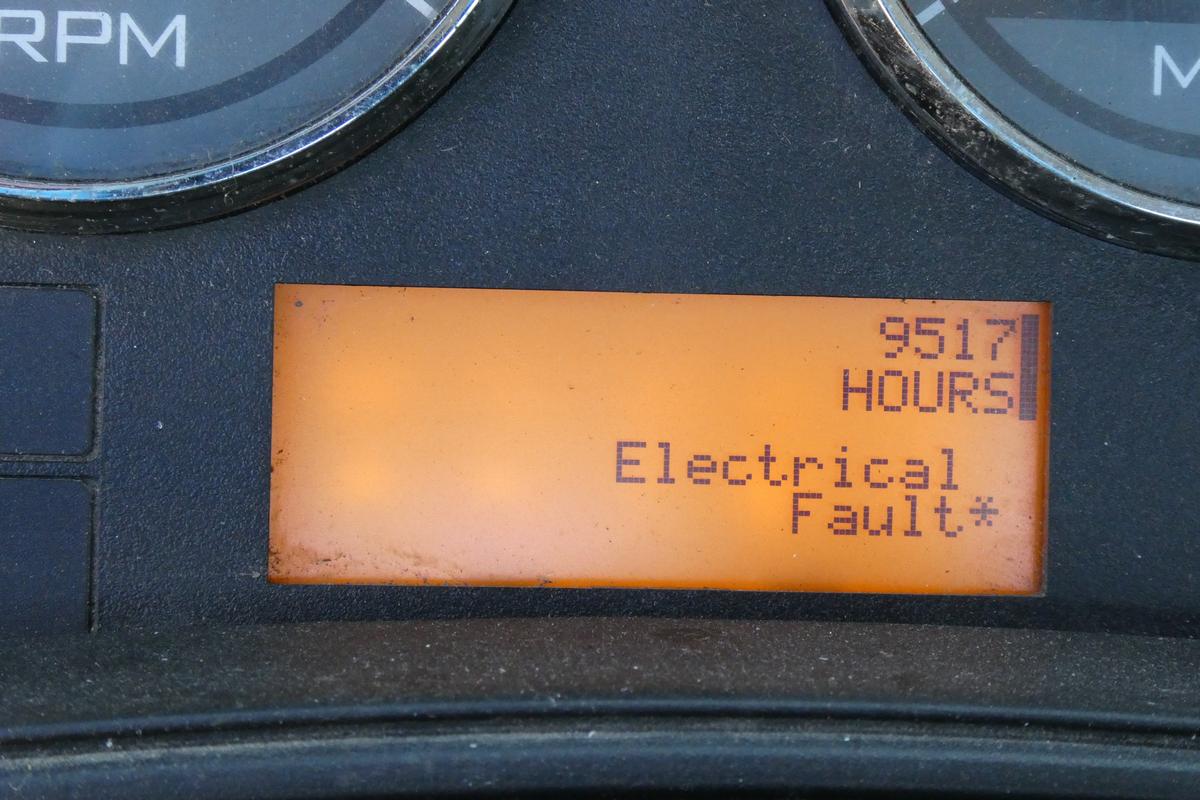 RPM
M
9517
HOURS
Electrical
Fault*